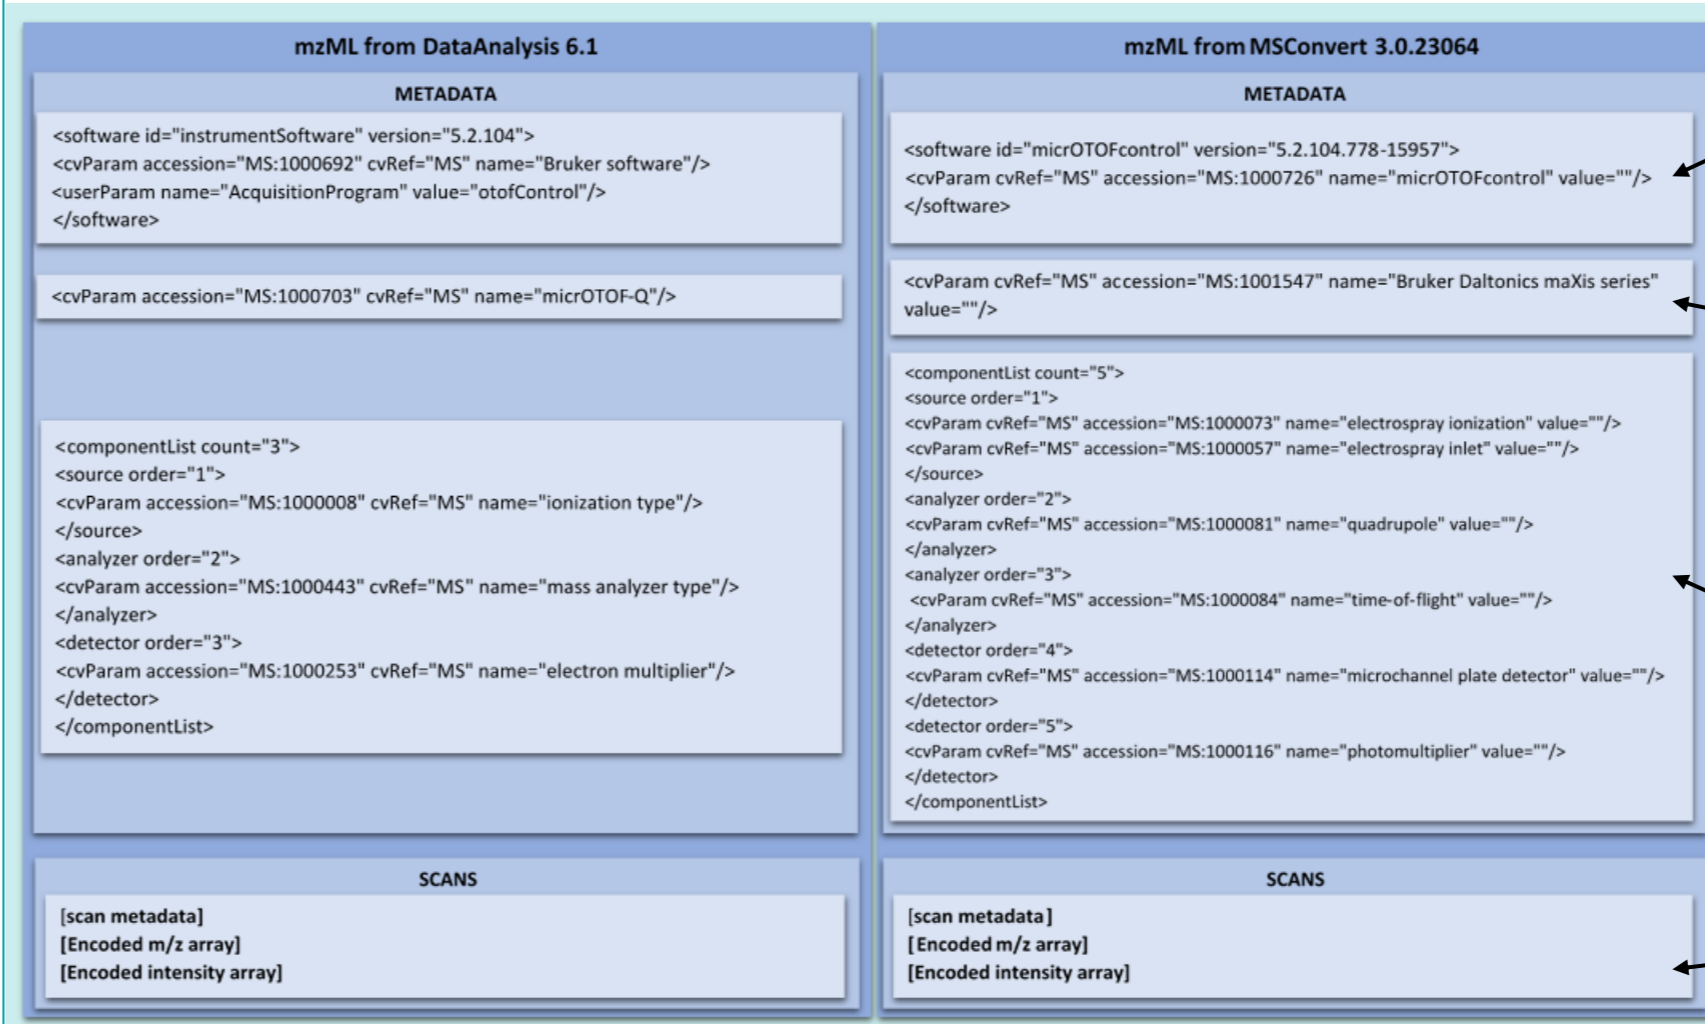 mzML from DataAnalysis 6.1
METADATA
<software id="instrumentSoftware" version="5.2.104">
<cvParam accession="MS:1000692" cvRef="MS" name="Bruker software"/>
<userParam name="AcquisitionProgram" value="otofControl"/>
</software>
<cvParam accession="MS:1000703" cvRef="MS" name="micrOTOF-Q"/>
<componentList count="3">
<source order="1">
<cvParam accession="MS:1000008" cvRef="MS" name="ionization type"/>
</source>
<analyzer order="2">
<cvParam accession="MS:1000443" cvRef="MS" name="mass analyzer type"/>
</analyzer>
<detector order="3">
<cvParam accession="MS:1000253" cvRef="MS" name="electron multiplier"/>
</detector>
</componentList>
SCANS
[scan metadata]
[Encoded m/z array]
[Encoded intensity array]
mzML from MSConvert 3.0.23064
METADATA
<software id="micrOTOFcontrol" version="5.2.104.778-15957">
<cvParam cvRef="MS" accession="MS:1000726" name="micrOTOFcontrol" value=""/>
</software>
<cvParam cvRef="MS" accession="MS:1001547" name="Bruker Daltonics maXis series"
value=""/>
<componentList count="5">
<source order="1">
<cvParam cvRef="MS" accession="MS:1000073" name="electrospray ionization" value=""/>
<cvParam cvRef="MS" accession="MS:1000057" name="electrospray inlet" value=""/>
</source>
<analyzer order="2">
<cvParam cvRef="MS" accession="MS:1000081" name="quadrupole" value=""/>
</analyzer>
<analyzer order="3">
<cvParam cvRef="MS" accession="MS:1000084" name="time-of-flight" value=""/>
</analyzer>
<detector order="4">
<cvParam cvRef="MS" accession="MS:1000114" name="microchannel plate detector" value=""/>
</detector>
<detector order="5">
<cvParam cvRef="MS" accession="MS:1000116" name="photomultiplier" value=""/>
</detector>
</componentList>
SCANS
[scan metadata]
[Encoded m/z array]
[Encoded intensity array]